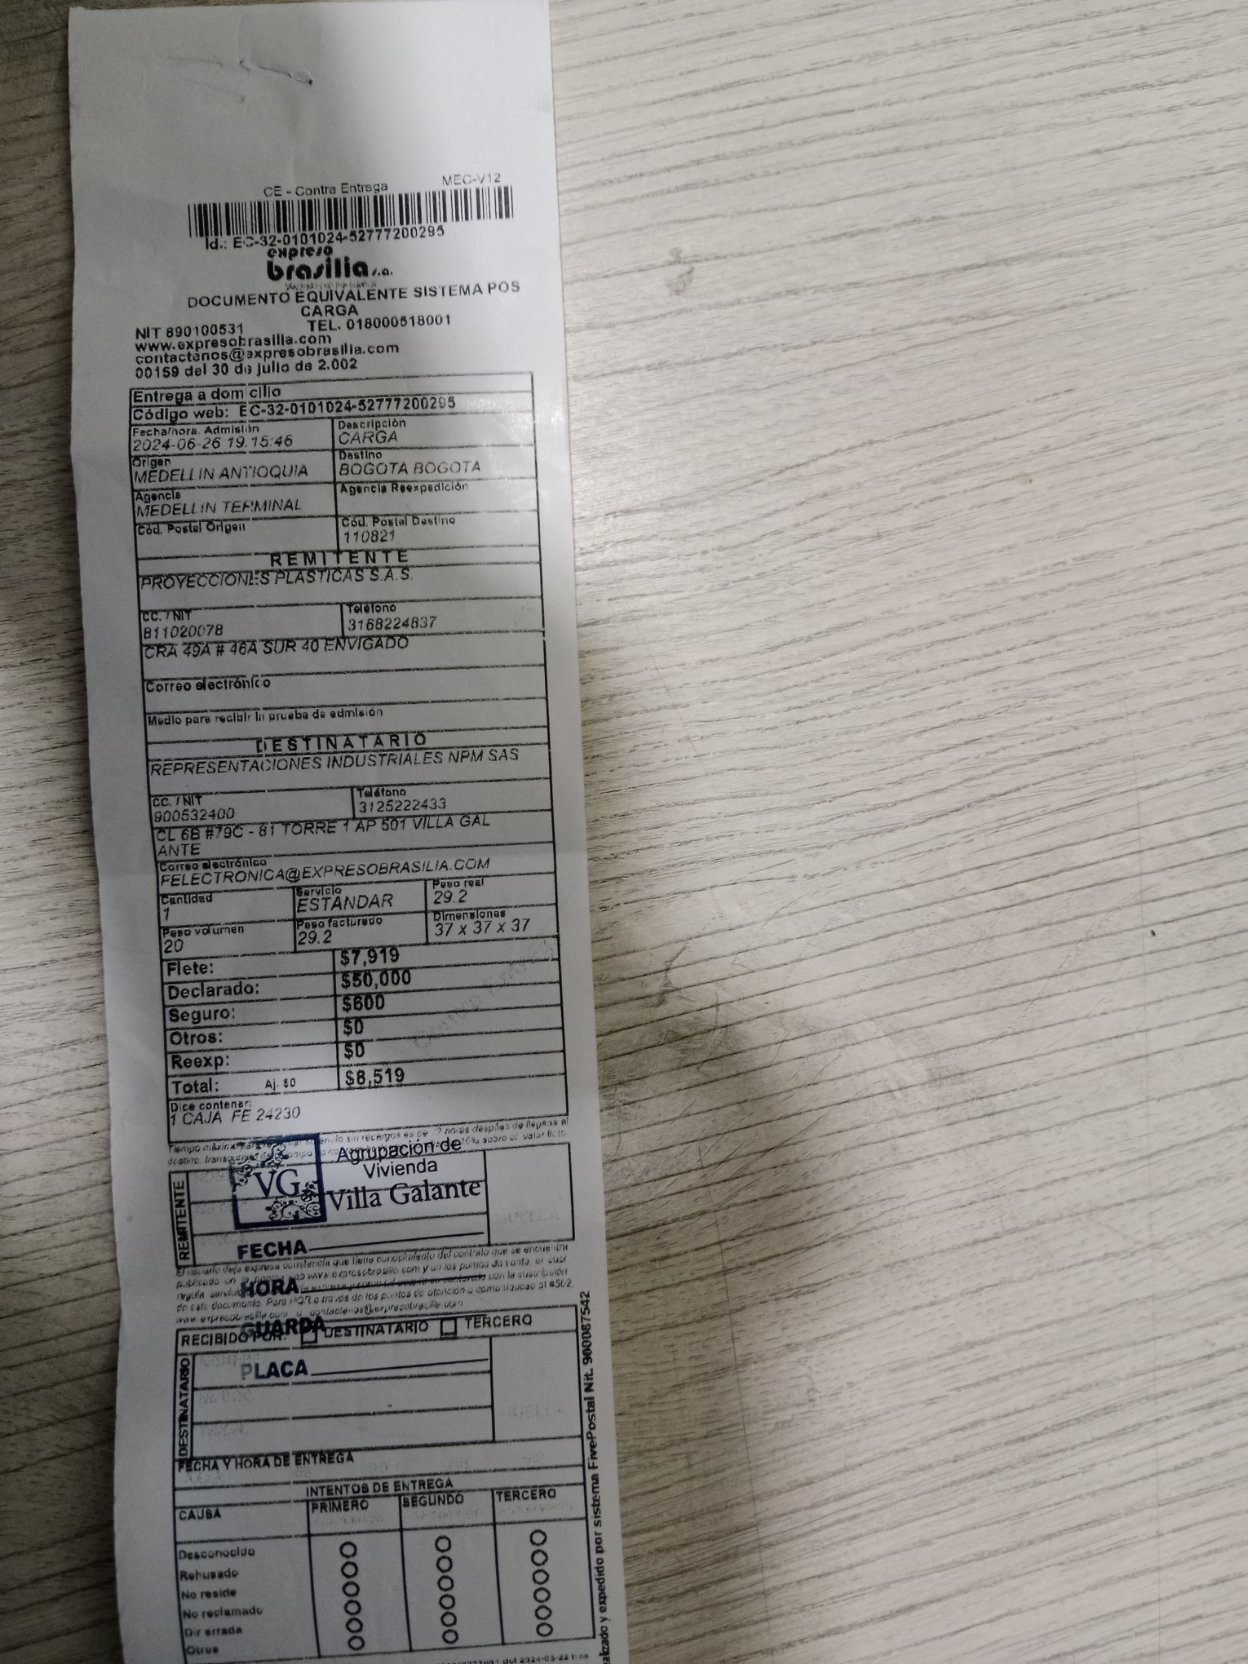 CE - Contra Entrega MEC-V12
Id.: EC-32-0101024-52777200295
expreso
brasilia s.a.
DOCUMENTO EQUIVALENTE SISTEMA POS
CARGA
NIT 890100531 TEL. 018000518001
www.expresobrasilia.com
contactenos@expresobrasilia.com
00159 del 30 de julio de 2.002
Entrega a domicilio
Código web: EC-32-0101024-52777200295
Fecha/hora. Admisión Descripción
2024-06-26 19:15:46 CARGA
Origen Destino
MEDELLIN ANTIOQUIA BOGOTA BOGOTA
Agencia Agencia Reexpedición
MEDELLIN TERMINAL
Cód. Postal Origen Cód. Postal Destino
110821
REMITENTE
PROYECCIONES PLASTICAS S.A.S.
CC. / NIT Teléfono
811020078 3168224837
CRA 49A # 46A SUR 40 ENVIGADO
Correo electrónico
Medio para recibir la prueba de admisión
DESTINATARIO
REPRESENTACIONES INDUSTRIALES NPM SAS
CC. / NIT Teléfono
900532400 3125222433
CL 6B #79C - 81 TORRE 1 AP 501 VILLA GAL
ANTE
Correo electrónico
FELECTRONICA@EXPRESOBRASILIA.COM
Cantidad Servicio Peso real
1 ESTÁNDAR 29.2
Peso volumen Peso facturado Dimensiones
20 29.2 37 x 37 x 37
Flete: $7,919
Declarado: $50,000
Seguro: $600
Otros: $0
Reexp: $0
Total: Aj. $0 $8,519
Dice contener:
1 CAJA FE 24230
VG
Agrupación de
Vivienda
Villa Galante
REMITENTE
FECHA
HORA
GUARDA
RECIBIDO POR: DESTINATARIO TERCERO
PLACA
DESTINATARIO
FECHA Y HORA DE ENTREGA
INTENTOS DE ENTREGA
CAUSA PRIMERO SEGUNDO TERCERO
Desconocido
Rehusado
No reside
No reclamado
Dir errada
Otros
y expedido por sistema FivePostal Nit. 900087542